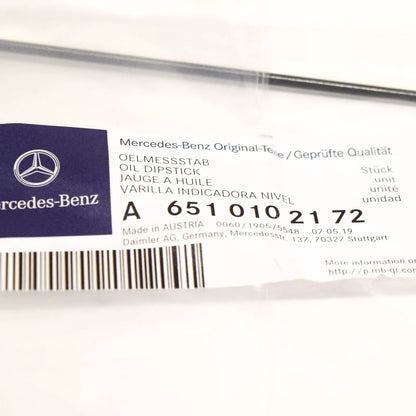 Mercedes-Benz Original-Teile/Geprüfte Qualität
OELMESSSTAB Stück
OIL DIPSTICK unit
JAUGE A HUILE unité
VARILLA INDICADORA NIVEL unidad
ercedes-Benz
A 651 010 21 72
Made in AUSTRIA 0060/1905/5548 07.05.19
Daimler AG, Germany, Mercedesstr. 137, 70327 Stuttgart
More information on
http://p.mb-qr.com